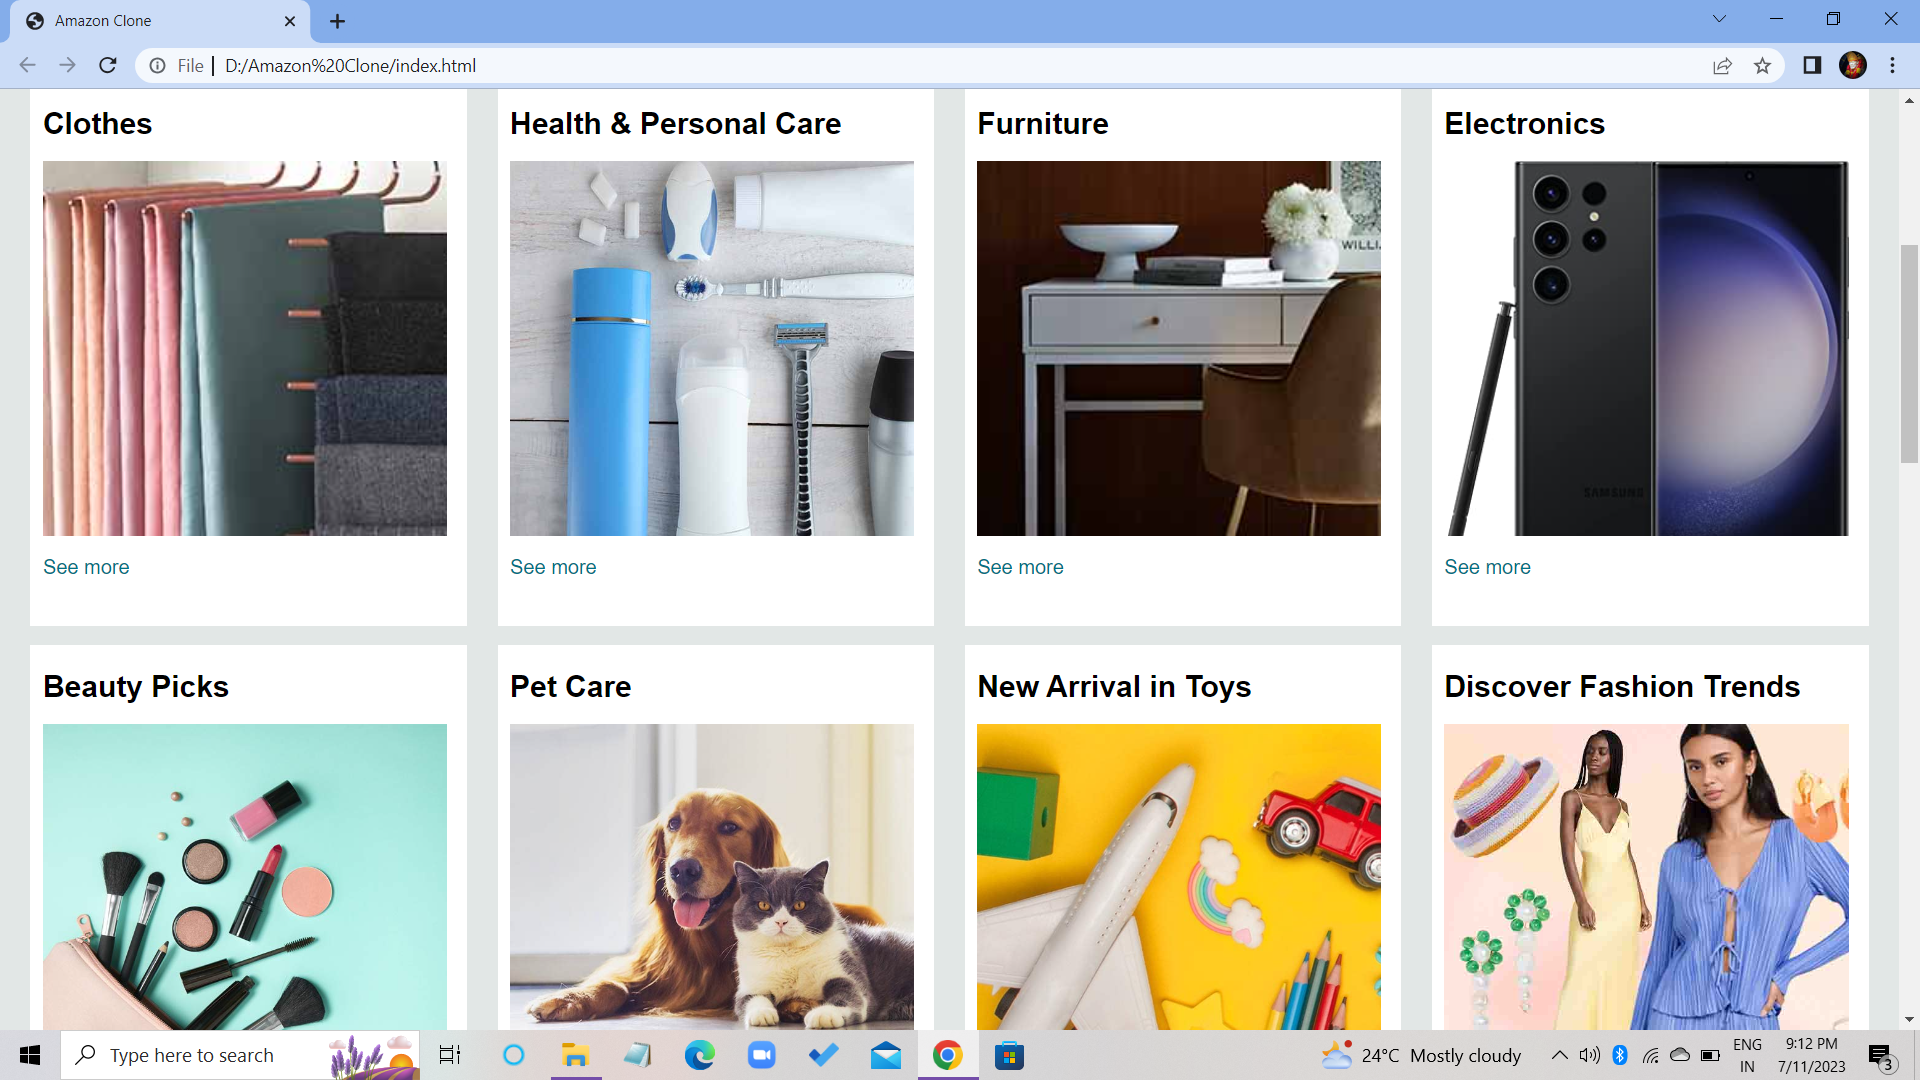 Amazon Clone
File | D:/Amazon%20Clone/index.html
Clothes
Health & Personal Care
Furniture
Electronics
WILLI
SAMSUNG
See more
See more
See more
See more
Beauty Picks
Pet Care
New Arrival in Toys
Discover Fashion Trends
Type here to search
24°C Mostly cloudy
ENG
IN
9:12 PM
7/11/2023
3